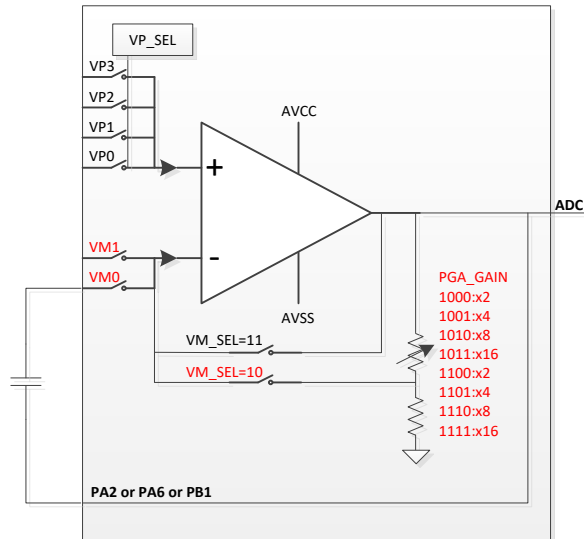 VP_SEL
VP3
VP2
VP1
VP0
AVCC
+
ADC
VM1
-
VM0
AVSS
PGA_GAIN
1000:x2
1001:x4
1010:x8
1011:x16
1100:x2
1101:x4
1110:x8
1111:x16
VM_SEL=11
VM_SEL=10
PA2 or PA6 or PB1